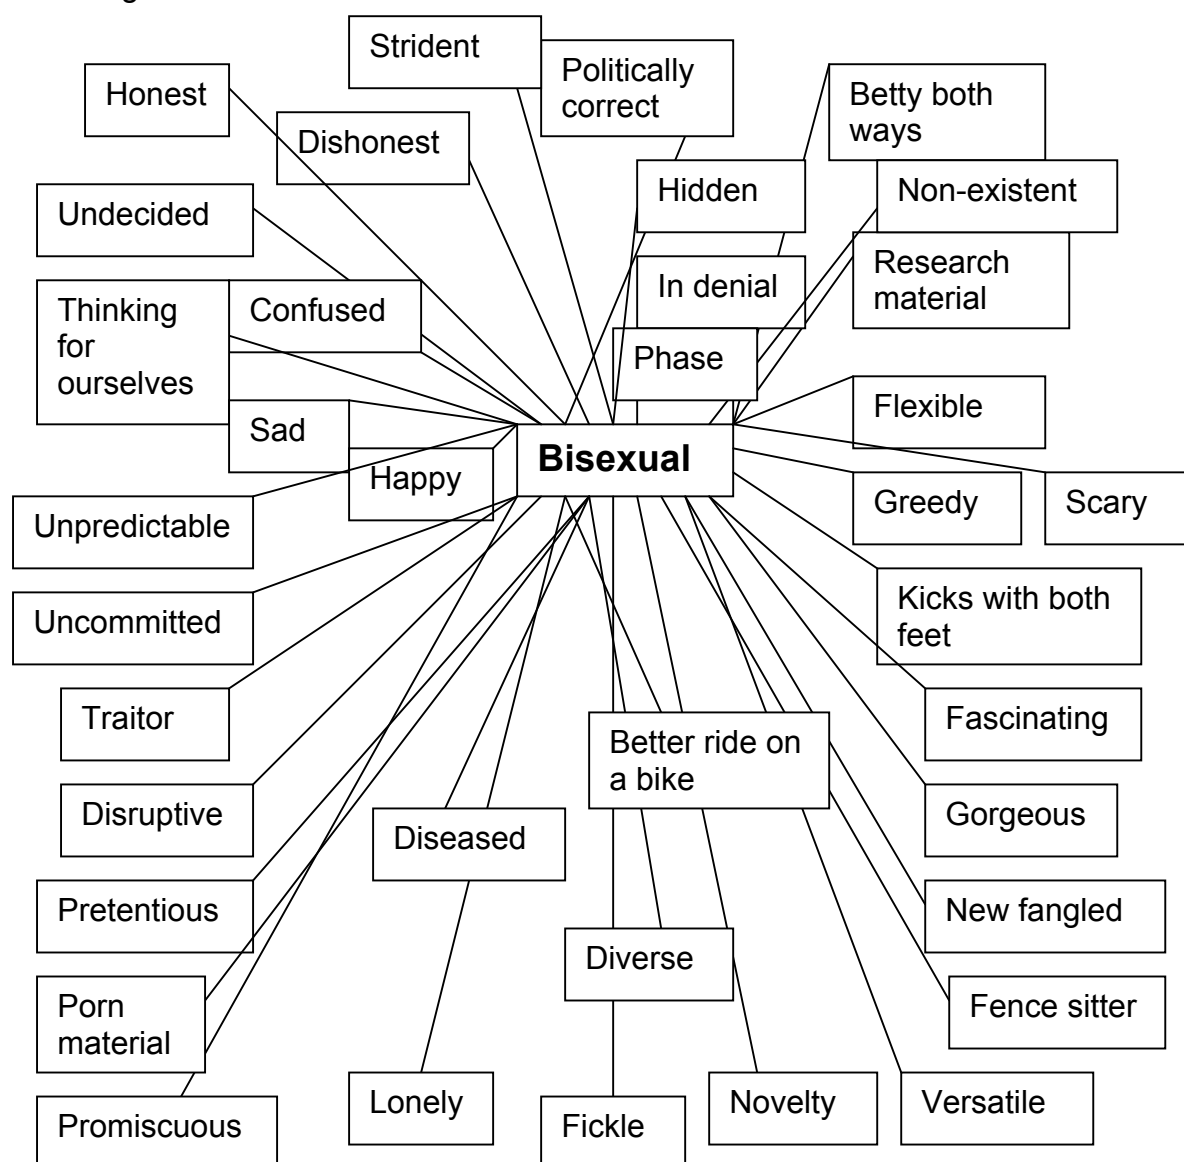 Strident
Politically
correct
Honest
Betty both
ways
Dishonest
Hidden
Non-existent
Undecided
Research
material
In denial
Thinking
for
ourselves
Confused
Phase
Flexible
Sad
Bisexual
Happy
Greedy
Scary
Unpredictable
Kicks with both
feet
Uncommitted
Traitor
Fascinating
Better ride on
a bike
Disruptive
Gorgeous
Diseased
Pretentious
New fangled
Diverse
Porn
material
Fence sitter
Lonely
Novelty
Versatile
Promiscuous
Fickle